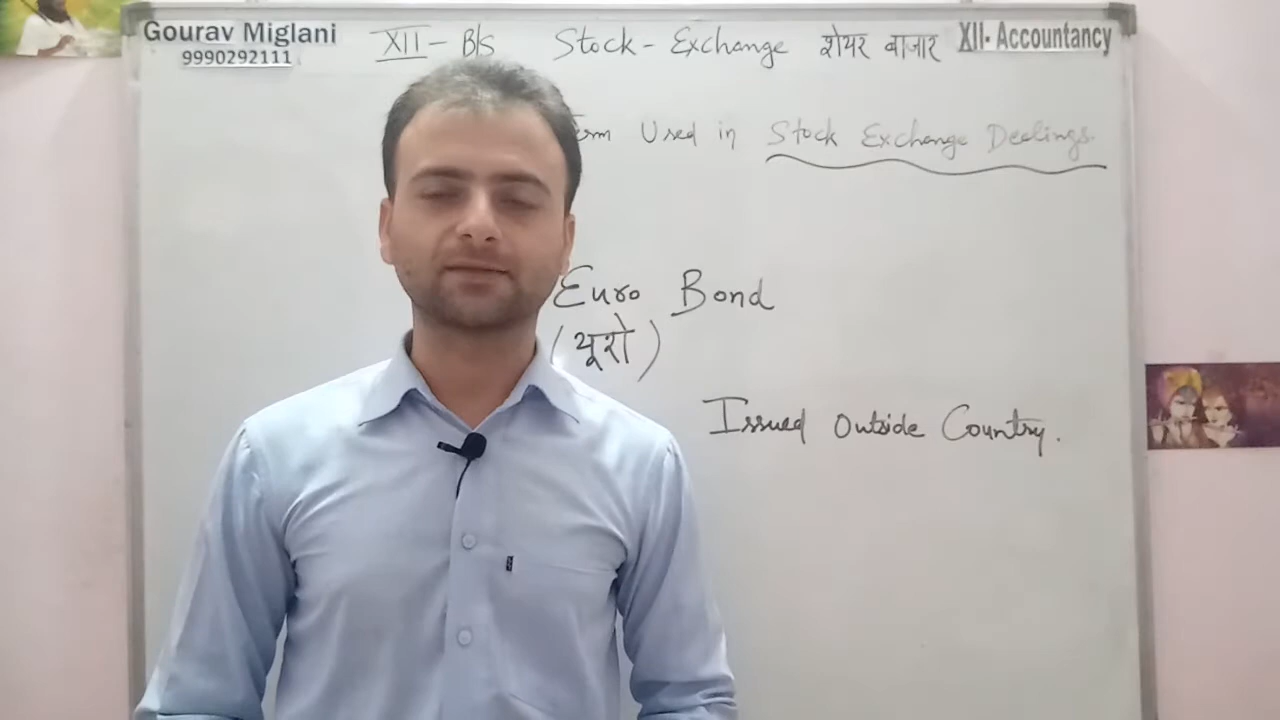 Gourav Miglani
9990292111
XII - B/S Stock - Exchange शेयर बाजार
XII- Accountancy
Term Used in Stock Exchange Dealings.
Euro Bond
(यूरो)
Issued Outside Country.